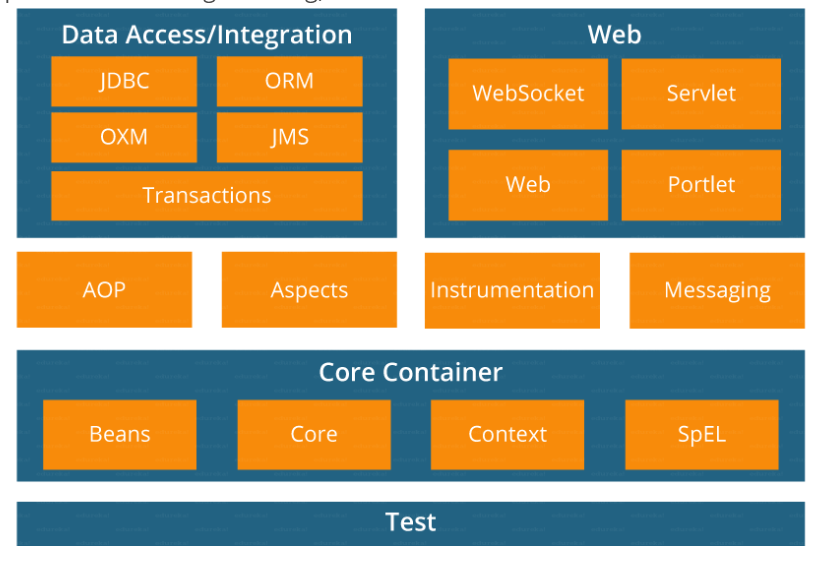 Data Access/Integration
JDBC
ORM
OXM
JMS
Transactions
Web
WebSocket
Servlet
Web
Portlet
AOP
Aspects
Instrumentation
Messaging
Core Container
Beans
Core
Context
SpEL
Test